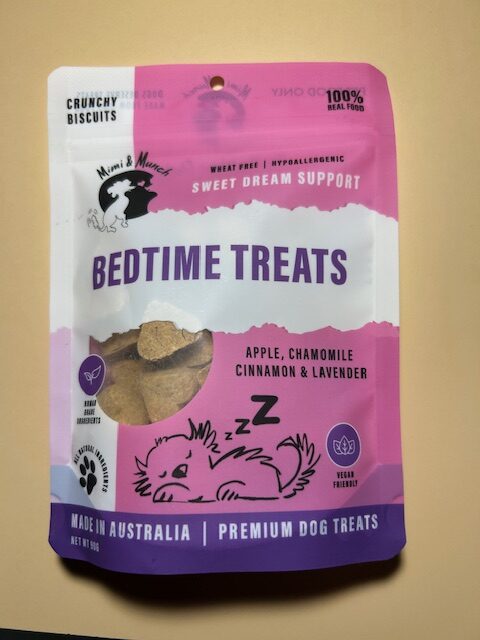 CRUNCHY
BISCUITS
100%
REAL FOOD
Mimi & Munch
WHEAT FREE | HYPOALLERGENIC
SWEET DREAM SUPPORT
BEDTIME TREATS
APPLE, CHAMOMILE
CINNAMON & LAVENDER
HUMAN
GRADE
INGREDIENTS
ALL NATURAL INGREDIENTS
z z Z
VEGAN
FRIENDLY
MADE IN AUSTRALIA | PREMIUM DOG TREATS
NET WT 90G